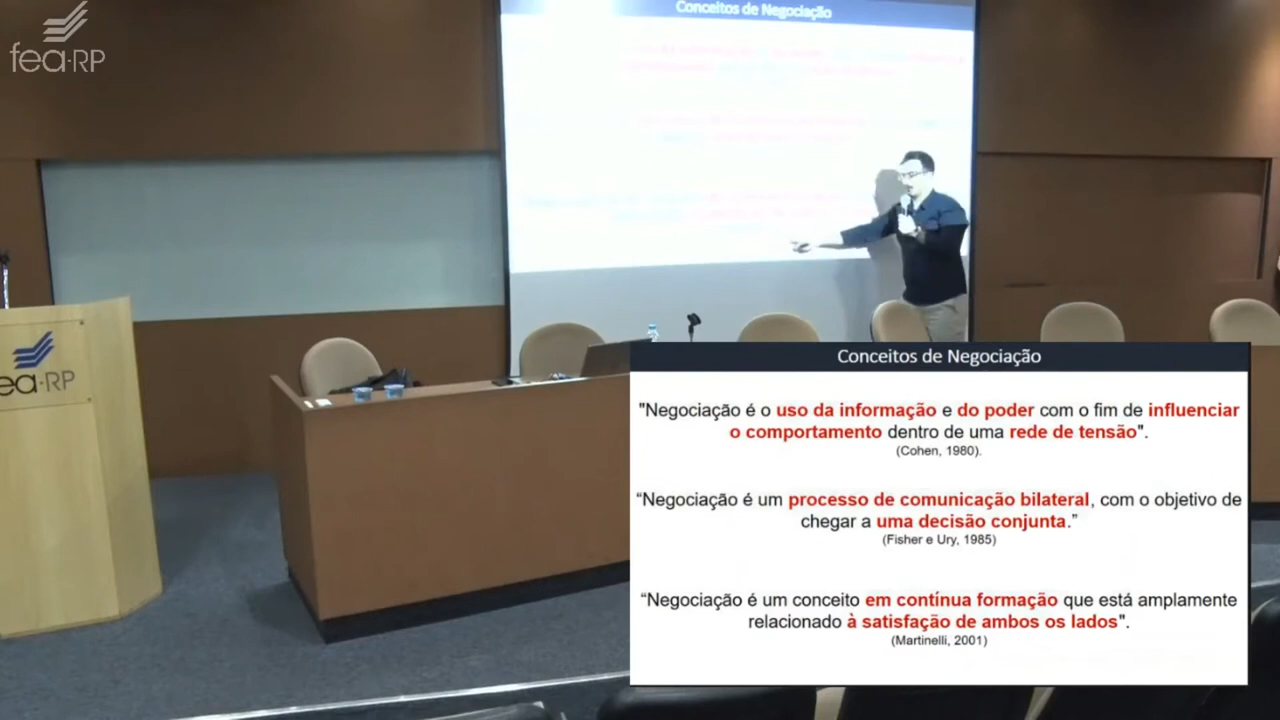 fea-RP
Conceitos de Negociação
ea-RP
Conceitos de Negociação
"Negociação é o uso da informação e do poder com o fim de influenciar
o comportamento dentro de uma rede de tensão".
(Cohen, 1980).
“Negociação é um processo de comunicação bilateral, com o objetivo de
chegar a uma decisão conjunta.”
(Fisher e Ury, 1985)
“Negociação é um conceito em contínua formação que está amplamente
relacionado à satisfação de ambos os lados".
(Martinelli, 2001)